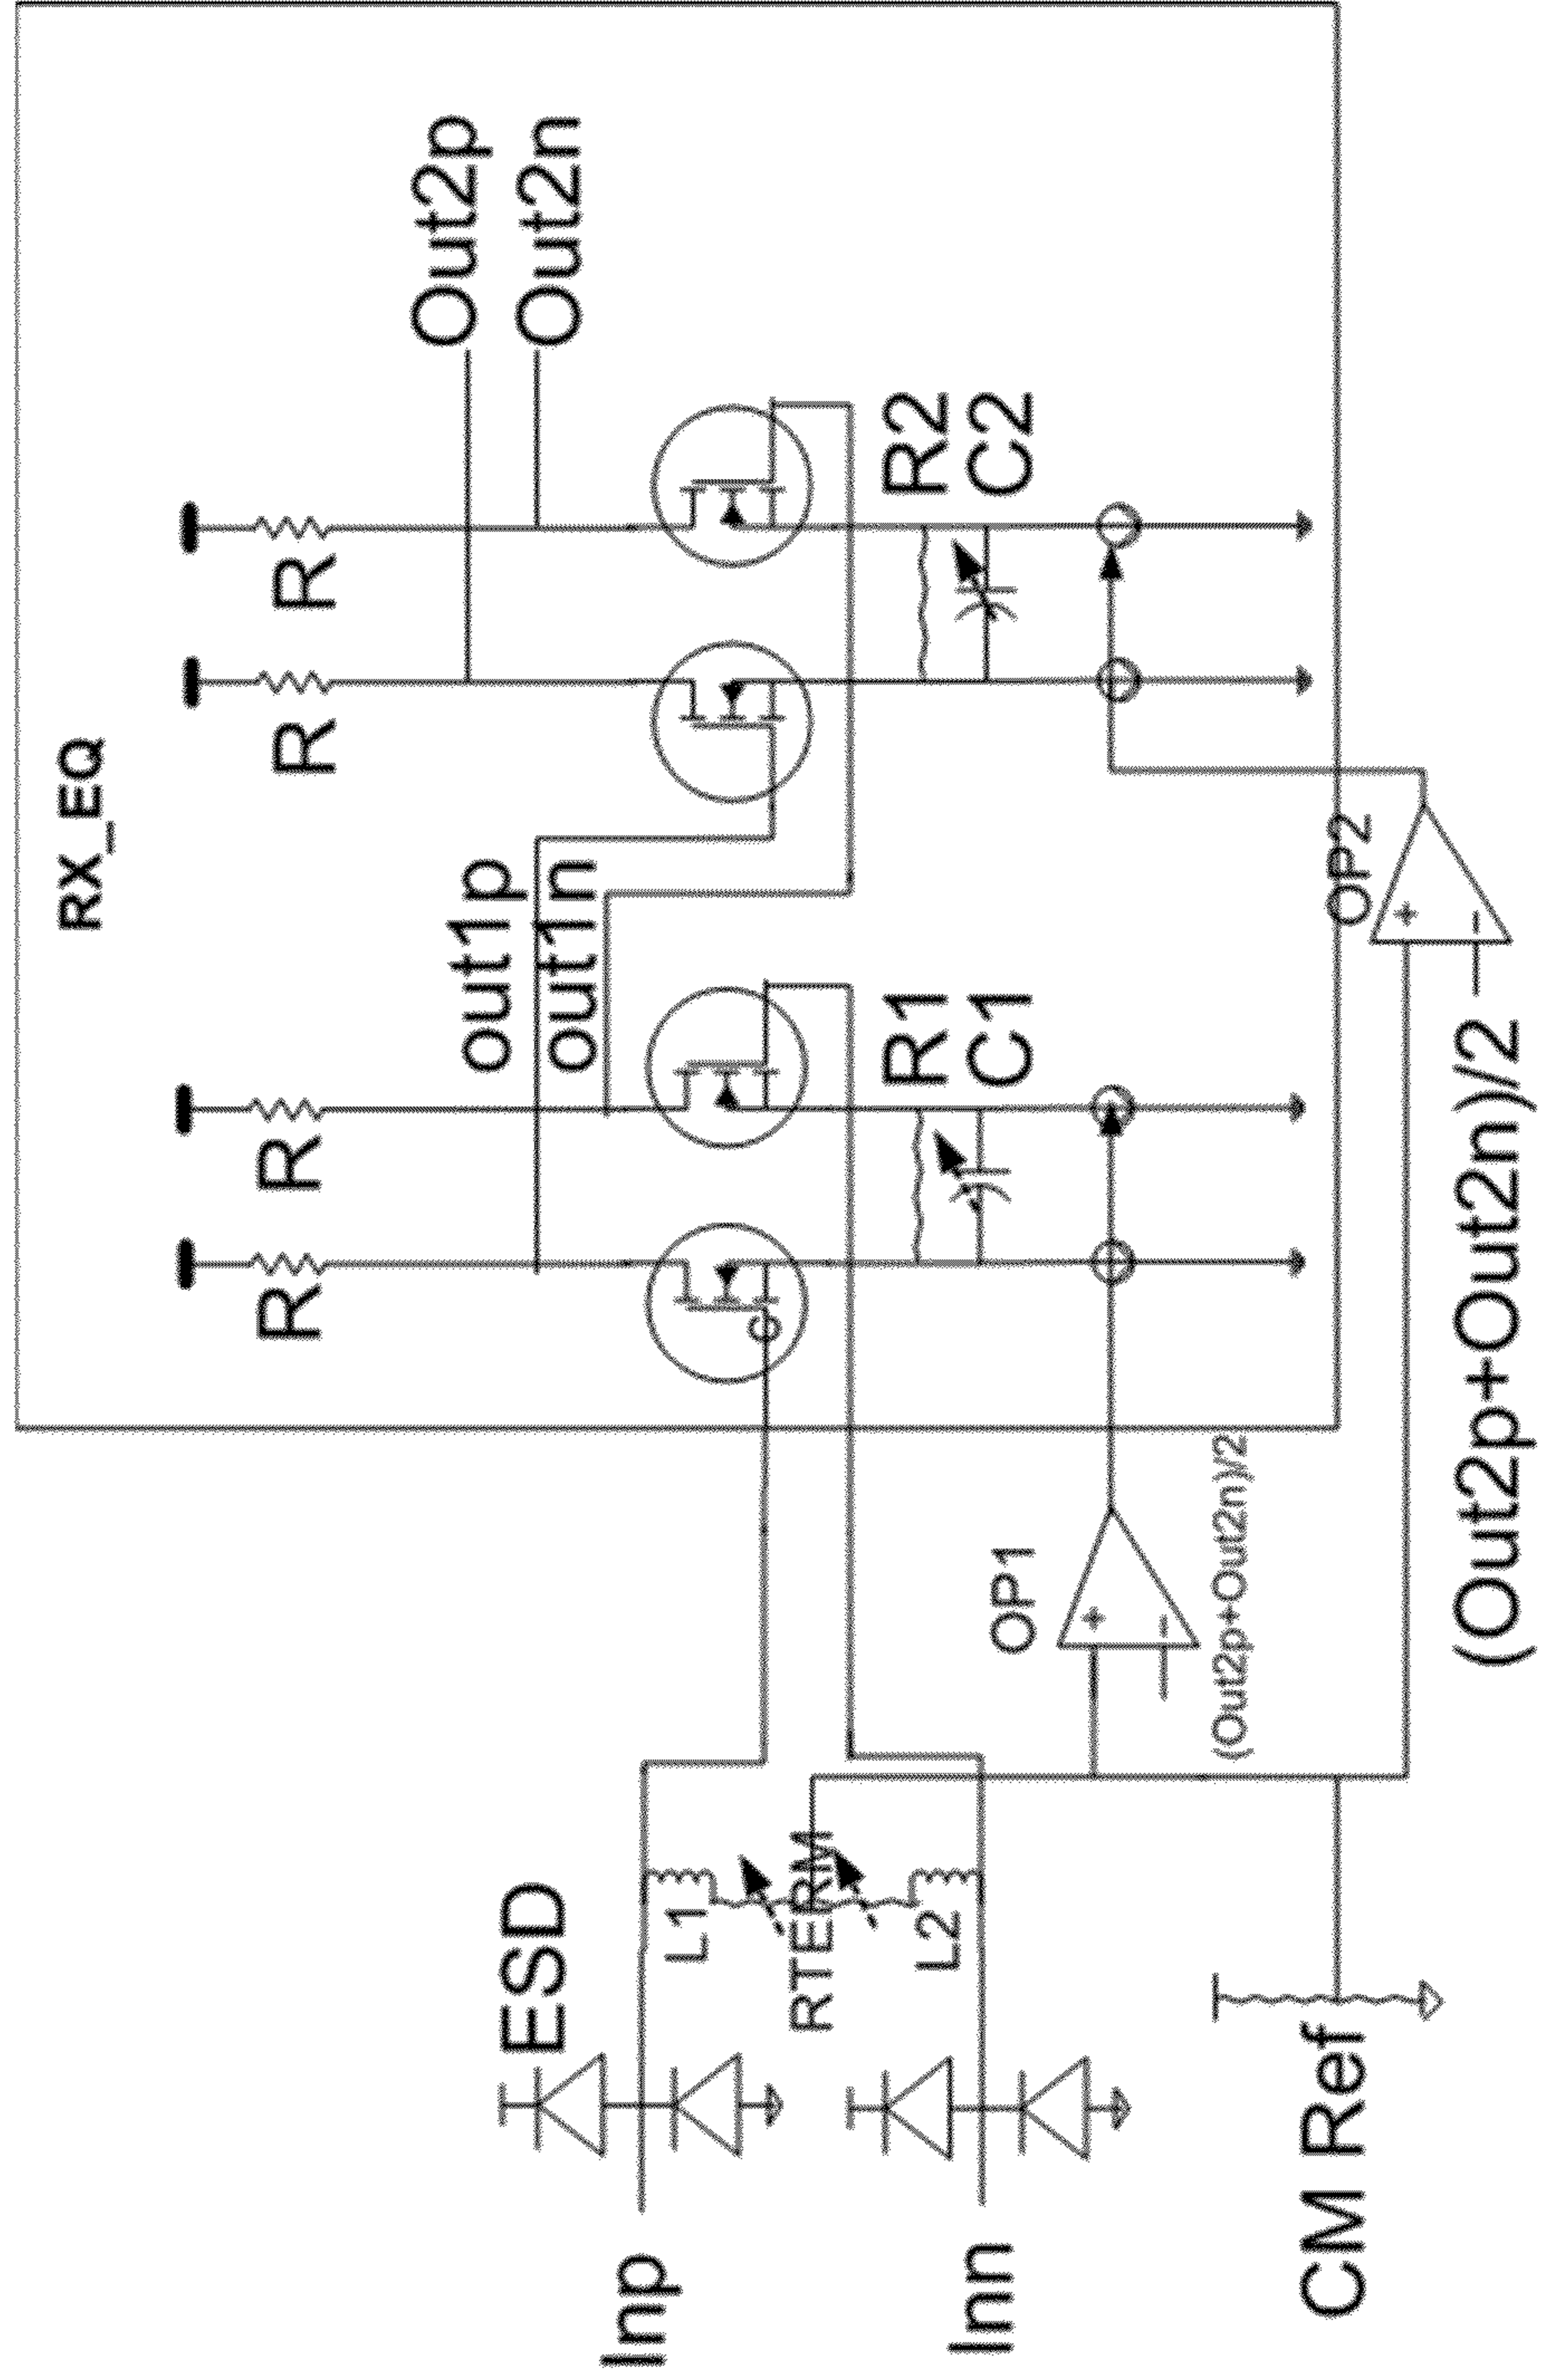 RX_EQ
R
R
R
R
Out2p
Out2n
out1p
out1n
G
R1
C1
R2
C2
ESD
L1
RTERM
L2
Inp
Inn
OP1
+
-
(Out2p+Out2n)/2
OP2
+
-
(Out2p+Out2n)/2
CM Ref